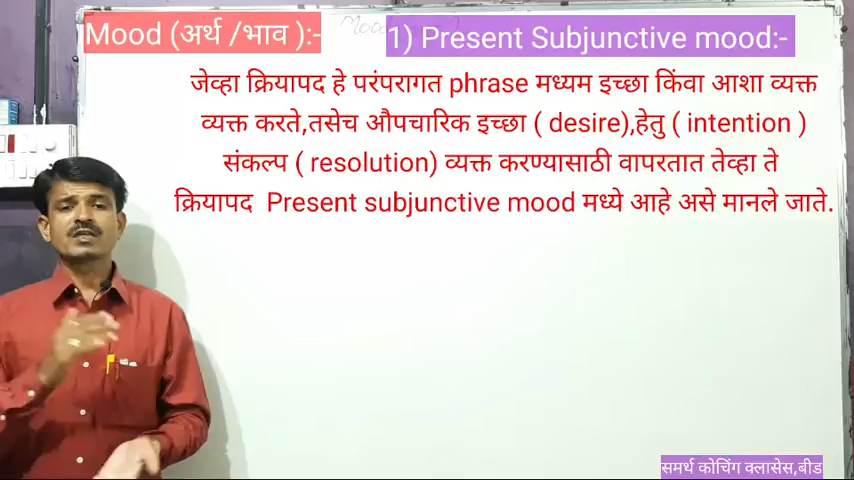 Mood (अर्थ /भाव ):-
1) Present Subjunctive mood:-
जेव्हा क्रियापद हे परंपरागत phrase मध्यम इच्छा किंवा आशा व्यक्त
व्यक्त करते,तसेच औपचारिक इच्छा ( desire),हेतु ( intention )
संकल्प ( resolution) व्यक्त करण्यासाठी वापरतात तेव्हा ते
क्रियापद Present subjunctive mood मध्ये आहे असे मानले जाते.
समर्थ कोचिंग क्लासेस,बीड